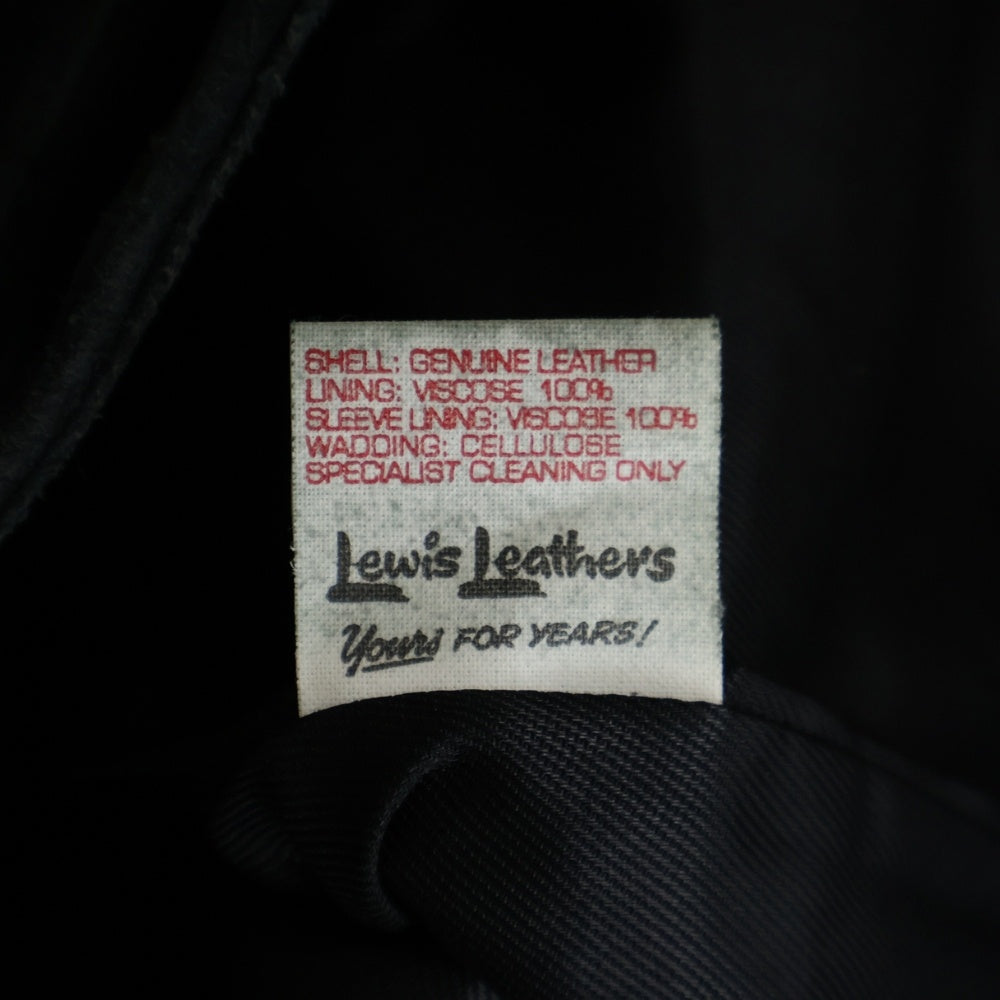 SHELL: GENUINE LEATHER
LINING: VISCOSE 100%
SLEEVE LINING: VISCOSE 100%
WADDING: CELLULOSE
SPECIALIST CLEANING ONLY
Lewis Leathers
Yours FOR YEARS!